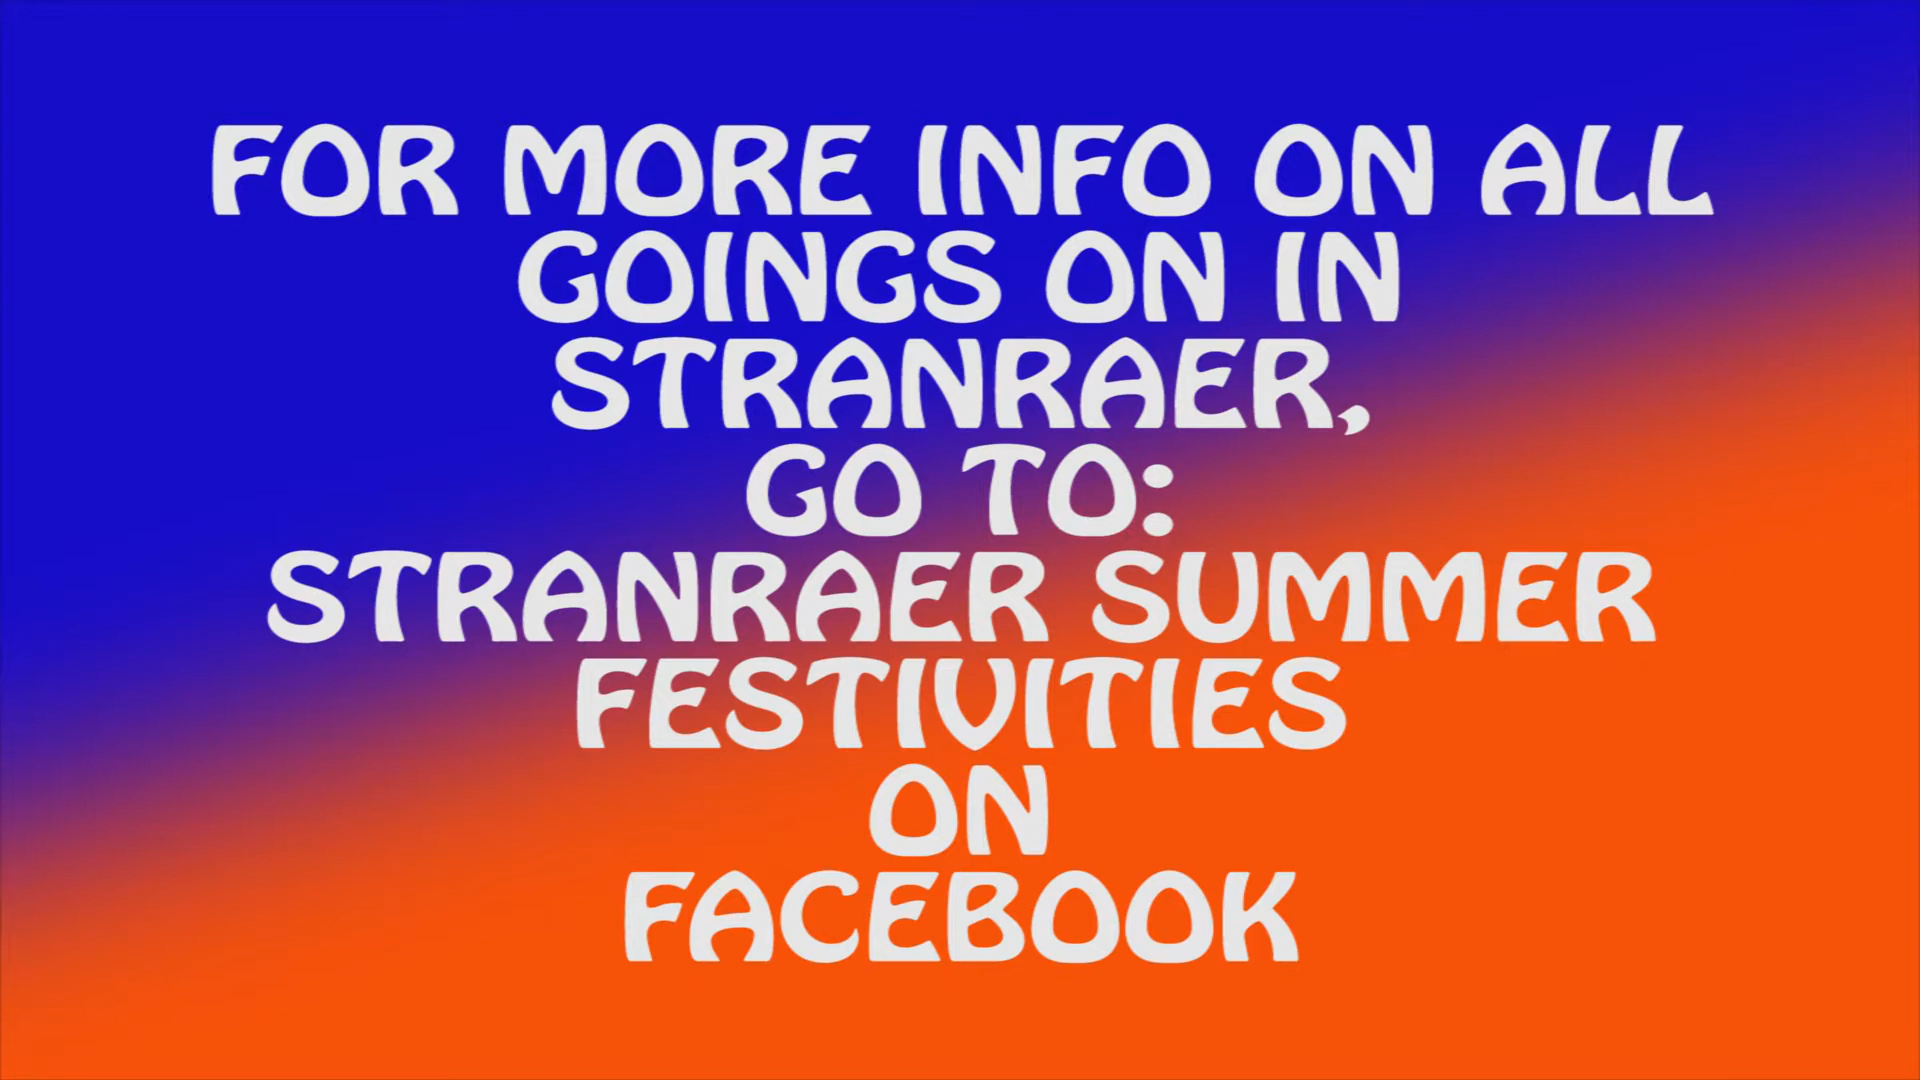 FOR MORE INFO ON ALL
GOINGS ON IN
STRANRAER,
GO TO:
STRANRAER SUMMER
FESTIVITIES
ON
FACEBOOK